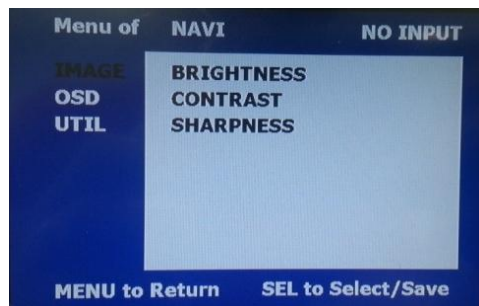 Menu of NAVI NO INPUT
IMAGE BRIGHTNESS
OSD CONTRAST
UTIL SHARPNESS
MENU to Return SEL to Select/Save